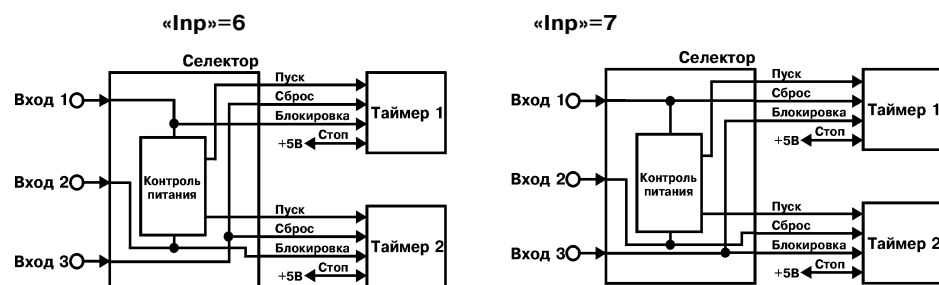 «Inp»=6
Селектор
Вход 1
Вход 2
Вход 3
Контроль
питания
Пуск
Сброс
Блокировка
Стоп
+5В
Таймер 1
Пуск
Сброс
Блокировка
Стоп
+5В
Таймер 2
«Inp»=7
Селектор
Вход 1
Вход 2
Вход 3
Контроль
питания
Пуск
Сброс
Блокировка
Стоп
+5В
Таймер 1
Пуск
Сброс
Блокировка
Стоп
+5В
Таймер 2